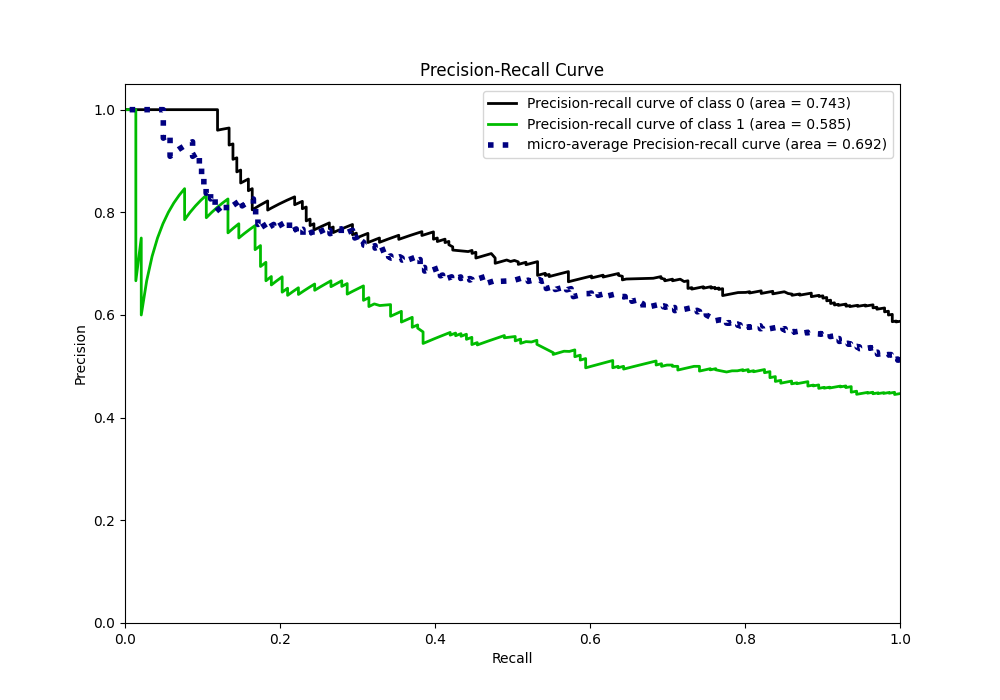 Precision-Recall Curve
Precision-recall curve of class 0 (area = 0.743)
Precision-recall curve of class 1 (area = 0.585)
micro-average Precision-recall curve (area = 0.692)
1.0
0.8
0.6
0.4
0.2
0.0
Precision
0.0 0.2 0.4 0.6 0.8 1.0
Recall